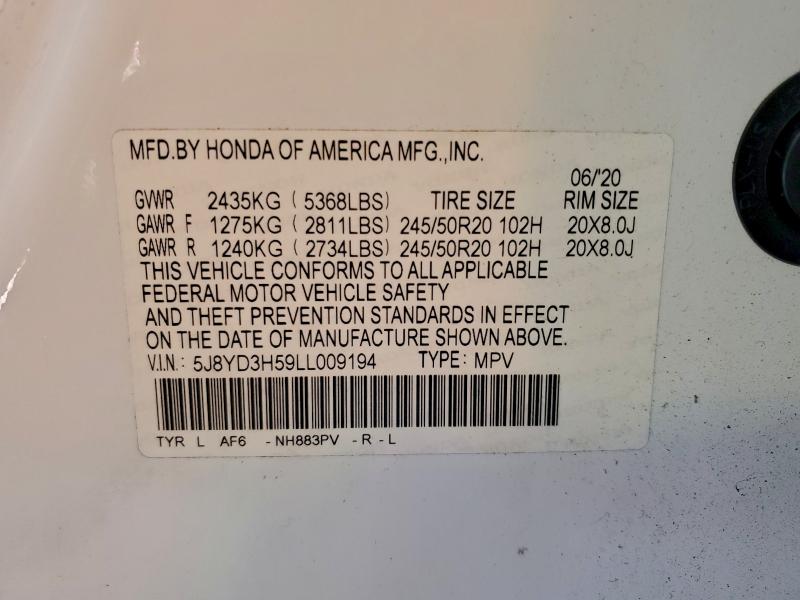 MFD.BY HONDA OF AMERICA MFG.,INC.
06/'20
GVWR 2435KG ( 5368LBS) TIRE SIZE RIM SIZE
GAWR F 1275KG ( 2811LBS) 245/50R20 102H 20X8.0J
GAWR R 1240KG ( 2734LBS) 245/50R20 102H 20X8.0J
THIS VEHICLE CONFORMS TO ALL APPLICABLE
FEDERAL MOTOR VEHICLE SAFETY
AND THEFT PREVENTION STANDARDS IN EFFECT
ON THE DATE OF MANUFACTURE SHOWN ABOVE.
V.I.N.: 5J8YD3H59LL009194 TYPE: MPV
TYR L AF6 -NH883PV -R -L